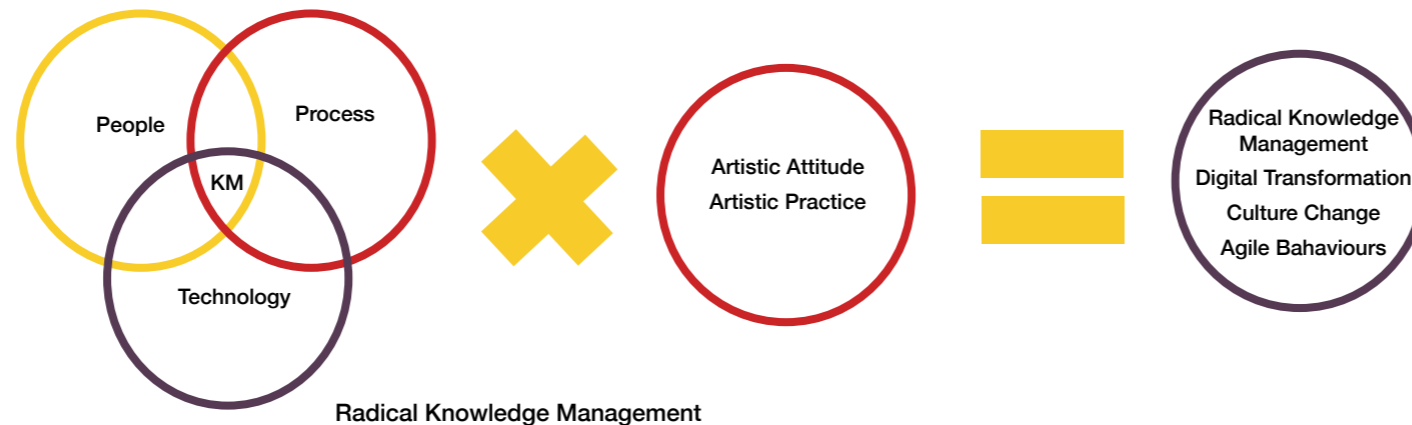 People
Process
KM
Technology
Artistic Attitude
Artistic Practice
Radical Knowledge
Management
Digital Transformation
Culture Change
Agile Bahaviours
Radical Knowledge Management